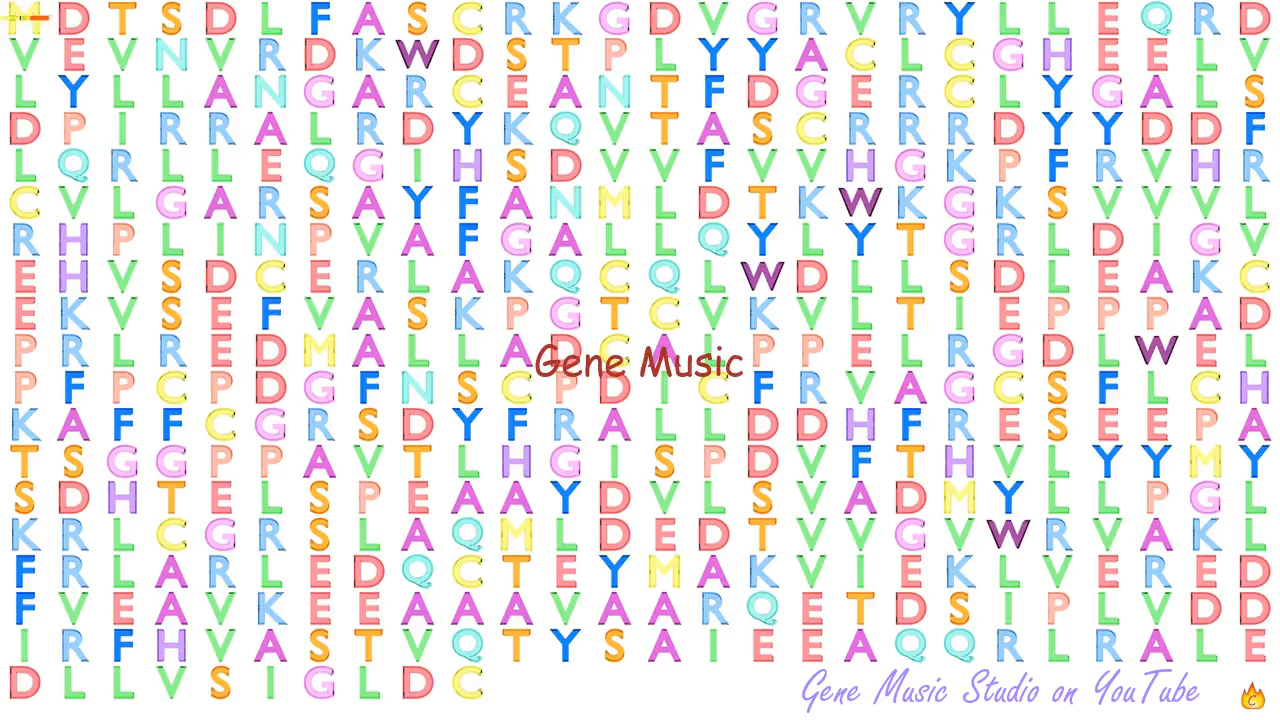 M D T S D L F A S C R K G D V G R V R Y L L E Q R D
V E V N V R D K W D S T P L Y Y A C L C G H E E L V
L Y L L A N G A R C E A N T F D G E R C L Y G A L S
D P I R R A L R D Y K Q V T A S C R R R D Y Y D D F
L Q R L L E Q G I H S D V V F V V H G K P F R V H R
C V L G A R S A Y F A N M L D T K W K G K S V V V L
R H P L I N P V A F G A L L Q Y L Y T G R L D I G V
E H V S D C E R L A K Q C Q L W D L L S D L E A K C
E K V S E F V A S K P G T C V K V L T I E P P P A D
P R L R E D M A L L A D C A L P P E L R G D L W E L
Gene Music
P F P C P D G F N S C P D I C F R V A G C S F L C H
K A F F C G R S D Y F R A L L D D H F R E S E E P A
T S G G P P A V T L H G I S P D V F T H V L Y Y M Y
S D H T E L S P E A A Y D V L S V A D M Y L L P G L
K R L C G R S L A Q M L D E D T V V G V W R V A K L
F R L A R L E D Q C T E Y M A K V I E K L V E R E D
F V E A V K E E A A A V A A R Q E T D S I P L V D D
I R F H V A S T V Q T Y S A I E E A Q Q R L R A L E
D L L V S I G L D C
Gene Music Studio on YouTube
C